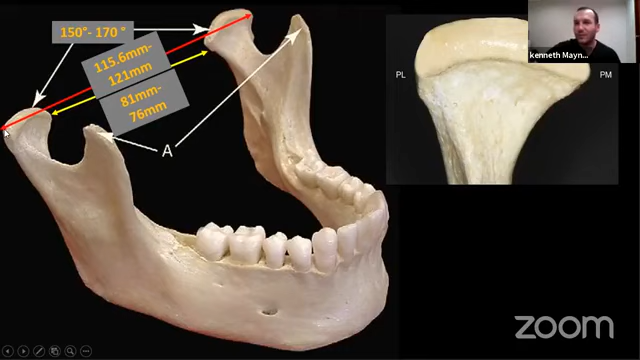 150°- 170 °
115.6mm-
121mm
81mm-
76mm
A
PL
PM
kenneth Mayn...
zoom